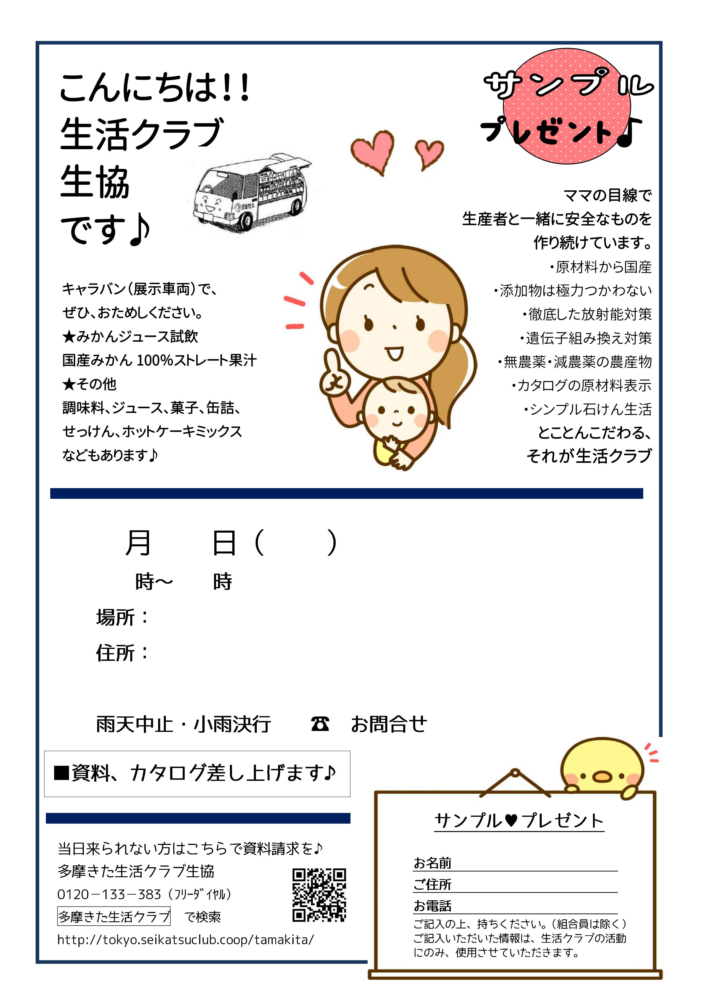 こんにちは！！
生活クラブ
生協
です♪
生活クラブ
サンプル
プレゼント♪
キャラバン（展示車両）で、
ぜひ、おためしください。
★みかんジュース試飲
国産みかん 100％ストレート果汁
★その他
調味料、ジュース、菓子、缶詰、
せっけん、ホットケーキミックス
などもあります♪
ママの目線で
生産者と一緒に安全なものを
作り続けています。
・原材料から国産
・添加物は極力つかわない
・徹底した放射能対策
・遺伝子組み換え対策
・無農薬・減農薬の農産物
・カタログの原材料表示
・シンプル石けん生活
とことんこだわる、
それが生活クラブ
月　　日（　　）
時～　　時
場所：
住所：
雨天中止・小雨決行　　☎　お問合せ
■資料、カタログ差し上げます♪
当日来られない方はこちらで資料請求を♪
多摩きた生活クラブ生協
0120－133－383（ﾌﾘｰﾀﾞｲﾔﾙ）
多摩きた生活クラブ　で検索
http://tokyo.seikatsuclub.coop/tamakita/
サンプル♥プレゼント
お名前
ご住所
お電話
ご記入の上、持ちください。（組合員は除く）
ご記入いただいた情報は、生活クラブの活動
にのみ、使用させていただきます。